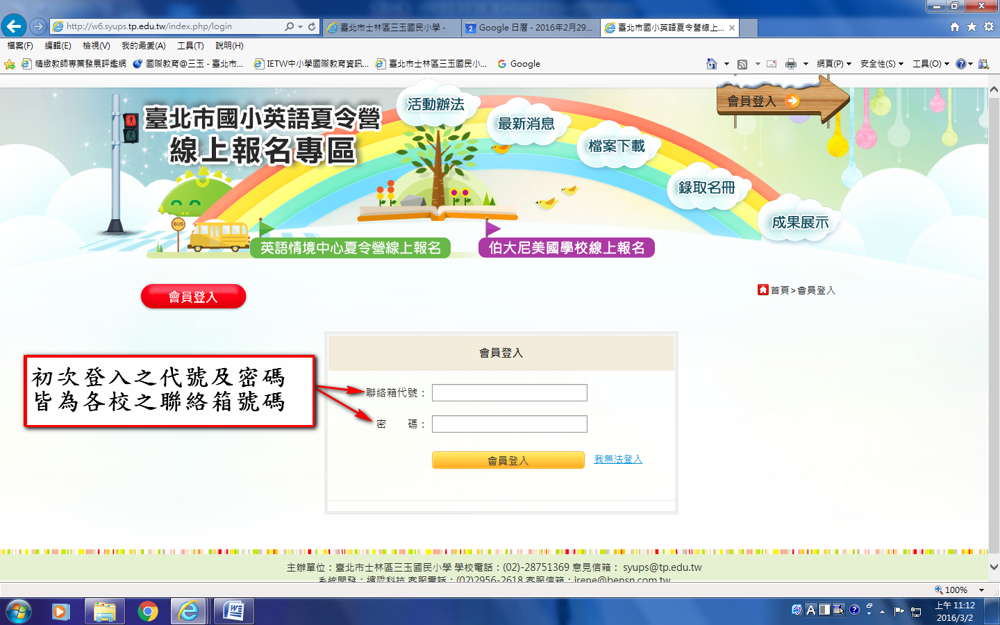 http://w6.syups.tp.edu.tw/index.php/login
臺北市士林區三玉國民小學 -
Google 日曆 - 2016年2月29...
臺北市國小英語夏令營線上...
檔案(F) 編輯(E) 檢視(V) 我的最愛(A) 工具(T) 說明(H)
精緻教師專業發展評鑑網 國際教育@三玉 - 臺北市... IETW中小學國際教育資訊... 臺北市士林區三玉國民小... Google
網頁(P) 安全性(S) 工具(O)
臺北市國小英語夏令營
線上報名專區
活動辦法
最新消息
檔案下載
錄取名冊
成果展示
會員登入
BUS
英語情境中心夏令營線上報名
伯大尼美國學校線上報名
會員登入
首頁>會員登入
會員登入
初次登入之代號及密碼
皆為各校之聯絡箱號碼
聯絡箱代號：
密 碼：
會員登入
我無法登入
主辦單位：臺北市士林區三玉國民小學 學校電話：(02)-28751369 意見信箱： syups@tp.edu.tw
客服電話：(02)2956-2618 客服信箱：irene@bensn.com.tw
100%
上午 11:12
2016/3/2